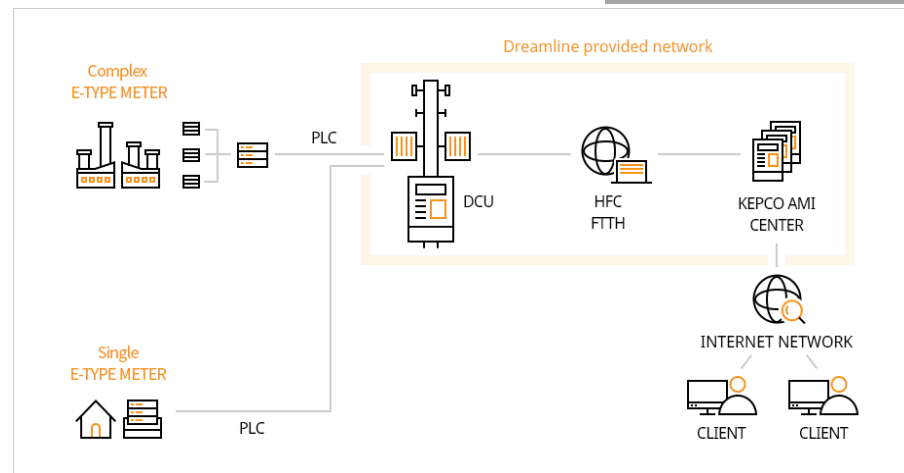 Dreamline provided network
Complex
E-TYPE METER
PLC
DCU
HFC
FTTH
KEPCO AMI
CENTER
INTERNET NETWORK
Single
E-TYPE METER
PLC
CLIENT
CLIENT